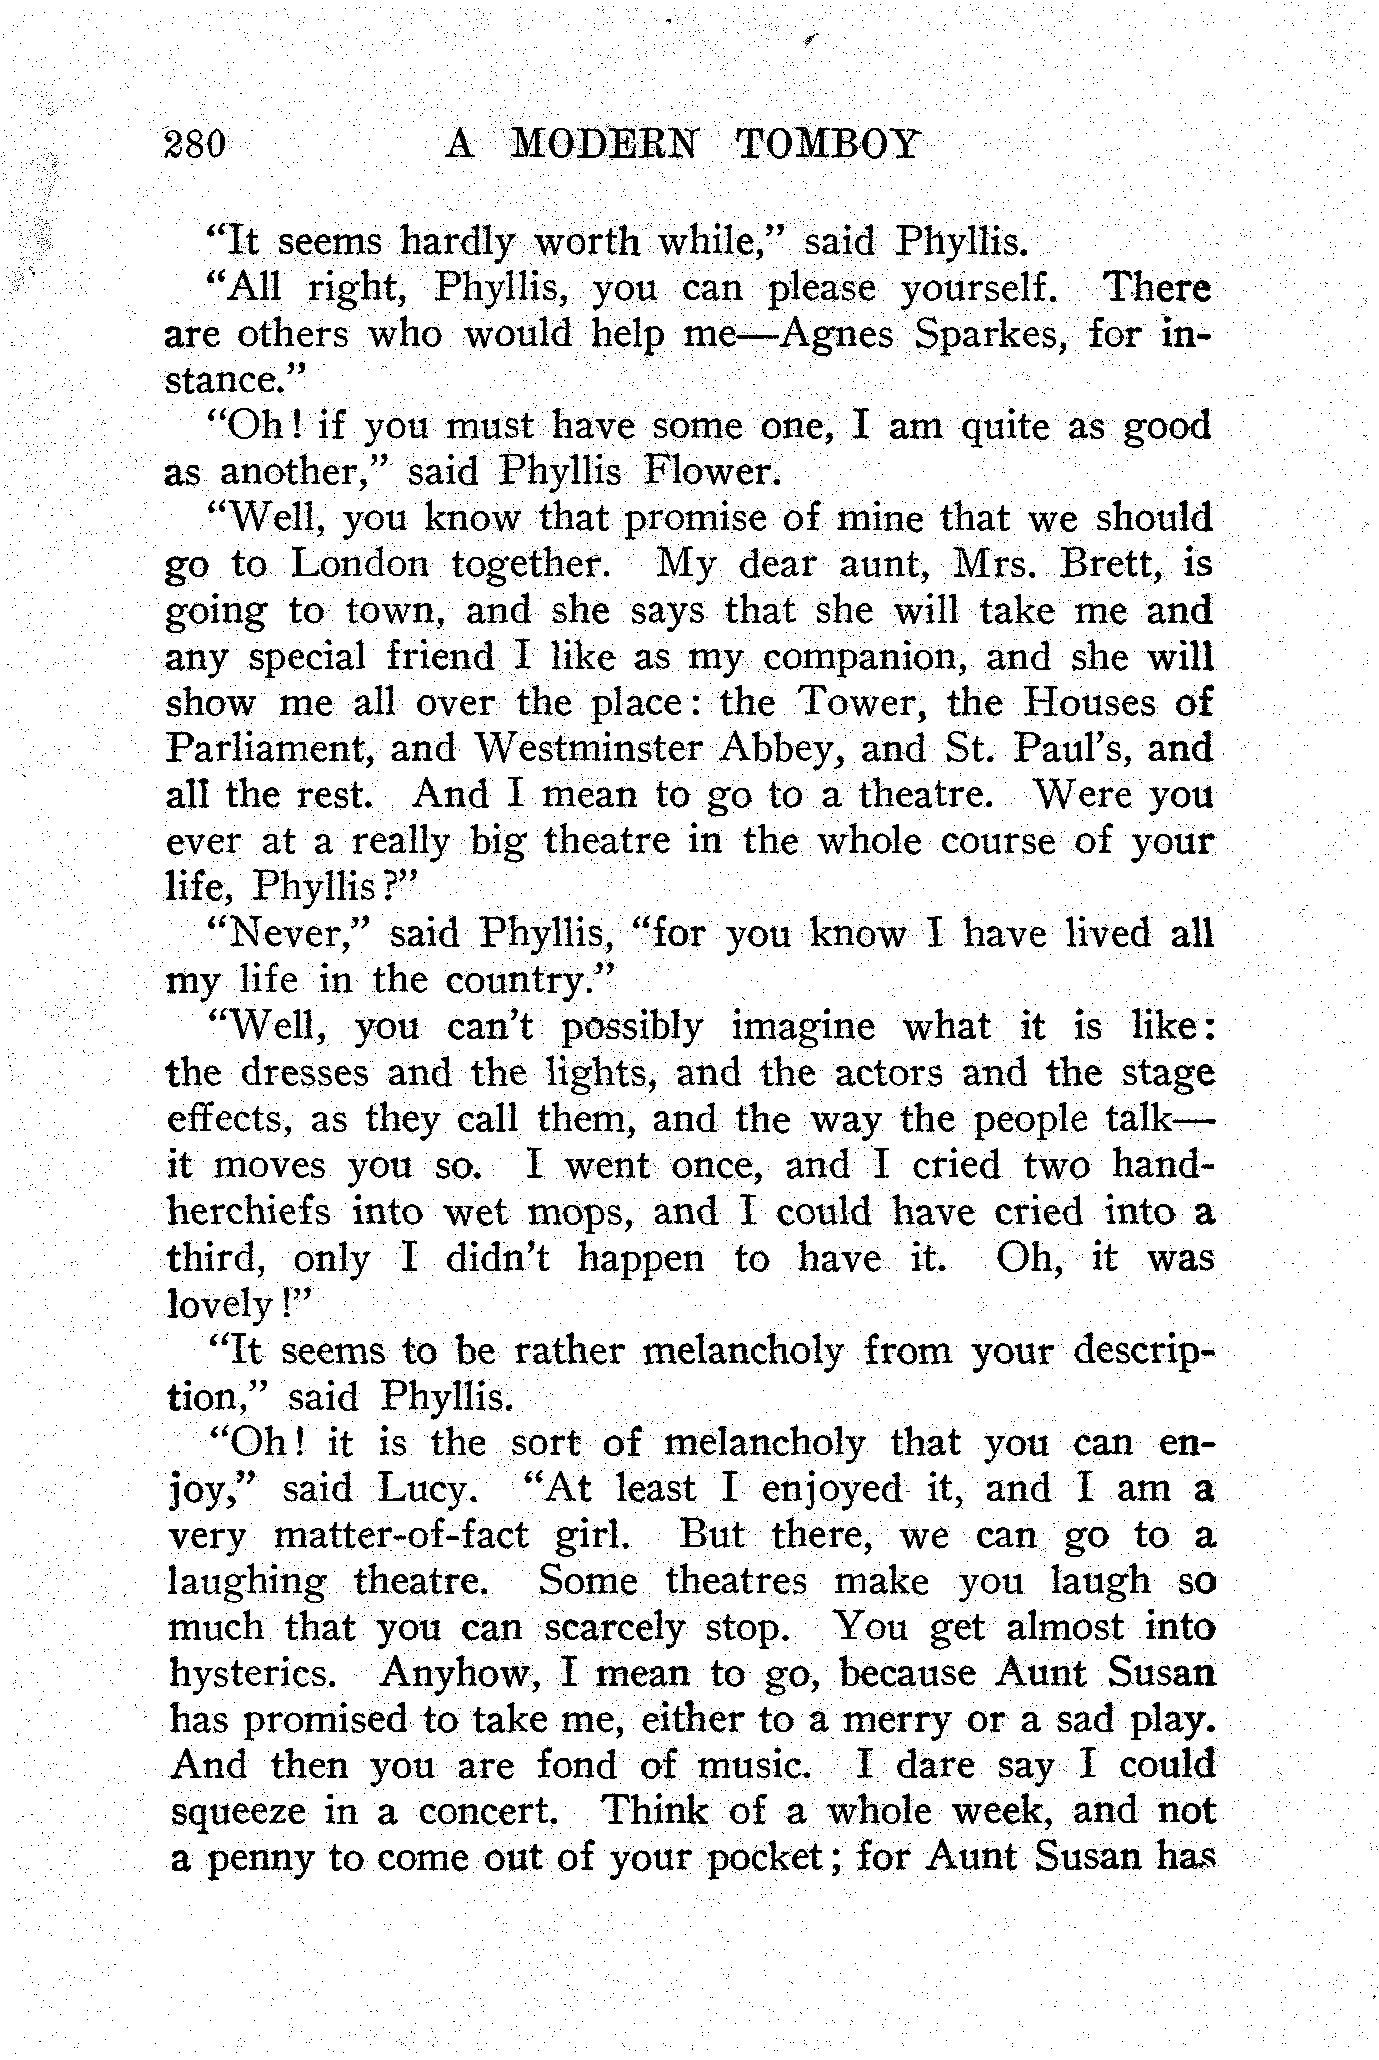 280 A MODERN TOMBOY
“It seems hardly worth while,” said Phyllis.
“All right, Phyllis, you can please yourself. There
are others who would help me—Agnes Sparkes, for in-
stance.”
“Oh! if you must have some one, I am quite as good
as another,” said Phyllis Flower.
“Well, you know that promise of mine that we should
go to London together. My dear aunt, Mrs. Brett, is
going to town, and she says that she will take me and
any special friend I like as my companion, and she will
show me all over the place: the Tower, the Houses of
Parliament, and Westminster Abbey, and St. Paul’s, and
all the rest. And I mean to go to a theatre. Were you
ever at a really big theatre in the whole course of your
life, Phyllis?”
“Never,” said Phyllis, “for you know I have lived all
my life in the country.”
“Well, you can’t possibly imagine what it is like:
the dresses and the lights, and the actors and the stage
effects, as they call them, and the way the people talk—
it moves you so. I went once, and I cried two hand-
herchiefs into wet mops, and I could have cried into a
third, only I didn’t happen to have it. Oh, it was
lovely!”
“It seems to be rather melancholy from your descrip-
tion,” said Phyllis.
“Oh! it is the sort of melancholy that you can en-
joy,” said Lucy. “At least I enjoyed it, and I am a
very matter-of-fact girl. But there, we can go to a
laughing theatre. Some theatres make you laugh so
much that you can scarcely stop. You get almost into
hysterics. Anyhow, I mean to go, because Aunt Susan
has promised to take me, either to a merry or a sad play.
And then you are fond of music. I dare say I could
squeeze in a concert. Think of a whole week, and not
a penny to come out of your pocket; for Aunt Susan has